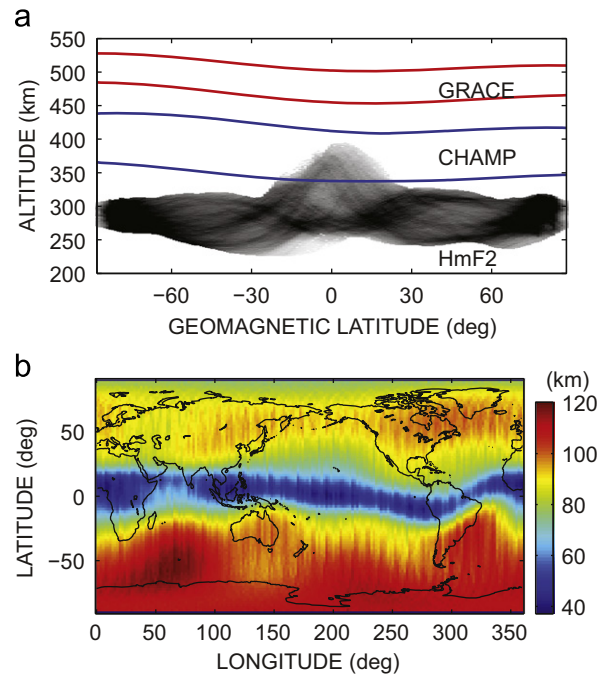 a
550
500
450
400
350
300
250
200
ALTITUDE (km)
GRACE
CHAMP
HmF2
−60 −30 0 30 60
GEOMAGNETIC LATITUDE (deg)
b
(km)
120
100
80
60
40
50
0
−50
LATITUDE (deg)
0 50 100 150 200 250 300 350
LONGITUDE (deg)